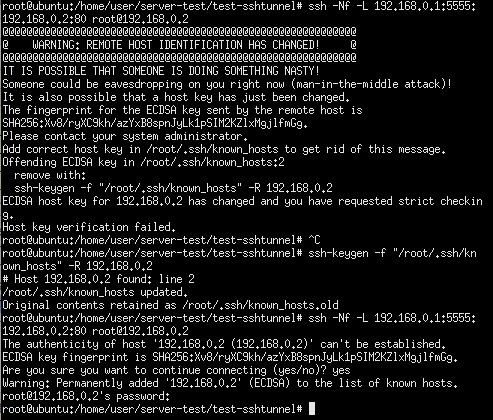 root@ubuntu:/home/user/server-test/test-sshtunnel# ssh -Nf -L 192.168.0.1:5555:
192.168.0.2:80 root@192.168.0.2
@@@@@@@@@@@@@@@@@@@@@@@@@@@@@@@@@@@@@@@@@@@@@@@@@@@@@@@@@@@
@    WARNING: REMOTE HOST IDENTIFICATION HAS CHANGED!     @
@@@@@@@@@@@@@@@@@@@@@@@@@@@@@@@@@@@@@@@@@@@@@@@@@@@@@@@@@@@
IT IS POSSIBLE THAT SOMEONE IS DOING SOMETHING NASTY!
Someone could be eavesdropping on you right now (man-in-the-middle attack)!
It is also possible that a host key has just been changed.
The fingerprint for the ECDSA key sent by the remote host is
SHA256:Xv8/ryXC9kh/azYxB8spnJyLk1pSIM2KZlxMgjlfmGg.
Please contact your system administrator.
Add correct host key in /root/.ssh/known_hosts to get rid of this message.
Offending ECDSA key in /root/.ssh/known_hosts:2
  remove with:
  ssh-keygen -f "/root/.ssh/known_hosts" -R 192.168.0.2
ECDSA host key for 192.168.0.2 has changed and you have requested strict checkin
g.
Host key verification failed.
root@ubuntu:/home/user/server-test/test-sshtunnel# ^C
root@ubuntu:/home/user/server-test/test-sshtunnel# ssh-keygen -f "/root/.ssh/kn
own_hosts" -R 192.168.0.2
# Host 192.168.0.2 found: line 2
/root/.ssh/known_hosts updated.
Original contents retained as /root/.ssh/known_hosts.old
root@ubuntu:/home/user/server-test/test-sshtunnel# ssh -Nf -L 192.168.0.1:5555:
192.168.0.2:80 root@192.168.0.2
The authenticity of host '192.168.0.2 (192.168.0.2)' can't be established.
ECDSA key fingerprint is SHA256:Xv8/ryXC9kh/azYxB8spnJyLk1pSIM2KZlxMgjlfmGg.
Are you sure you want to continue connecting (yes/no)? yes
Warning: Permanently added '192.168.0.2' (ECDSA) to the list of known hosts.
root@192.168.0.2's password:
root@ubuntu:/home/user/server-test/test-sshtunnel#